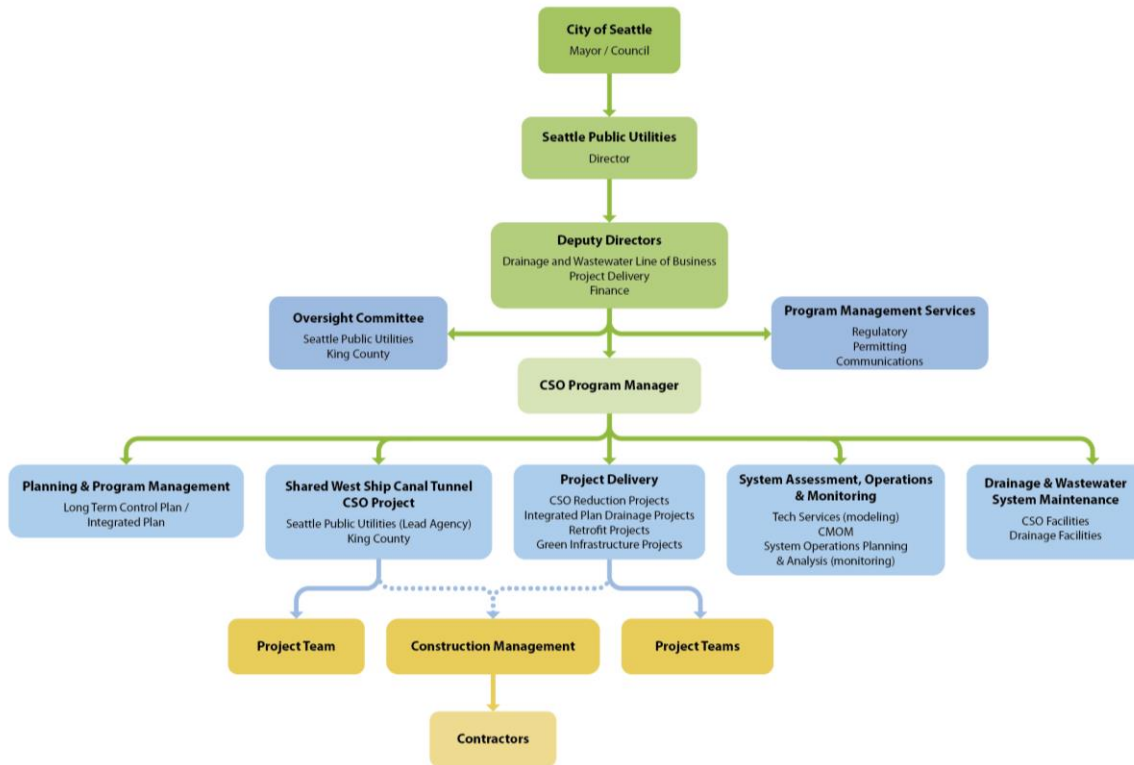 City of Seattle
Mayor / Council
Seattle Public Utilities
Director
Deputy Directors
Drainage and Wastewater Line of Business
Project Delivery
Finance
Oversight Committee
Seattle Public Utilities
King County
Program Management Services
Regulatory
Permitting
Communications
CSO Program Manager
Planning & Program Management
Long Term Control Plan /
Integrated Plan
Shared West Ship Canal Tunnel
CSO Project
Seattle Public Utilities (Lead Agency)
King County
Project Delivery
CSO Reduction Projects
Integrated Plan Drainage Projects
Retrofit Projects
Green Infrastructure Projects
System Assessment, Operations
& Monitoring
Tech Services (modeling)
CMOM
System Operations Planning
& Analysis (monitoring)
Drainage & Wastewater
System Maintenance
CSO Facilities
Drainage Facilities
Project Team
Construction Management
Project Teams
Contractors